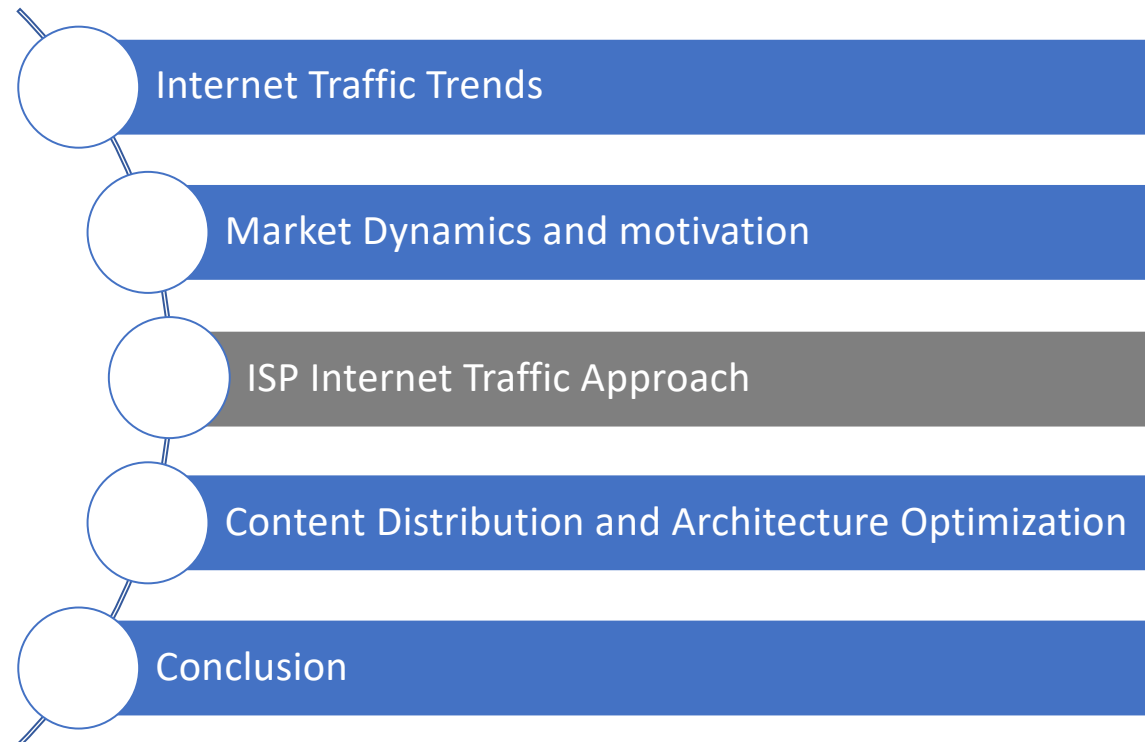 Internet Traffic Trends
Market Dynamics and motivation
ISP Internet Traffic Approach
Content Distribution and Architecture Optimization
Conclusion